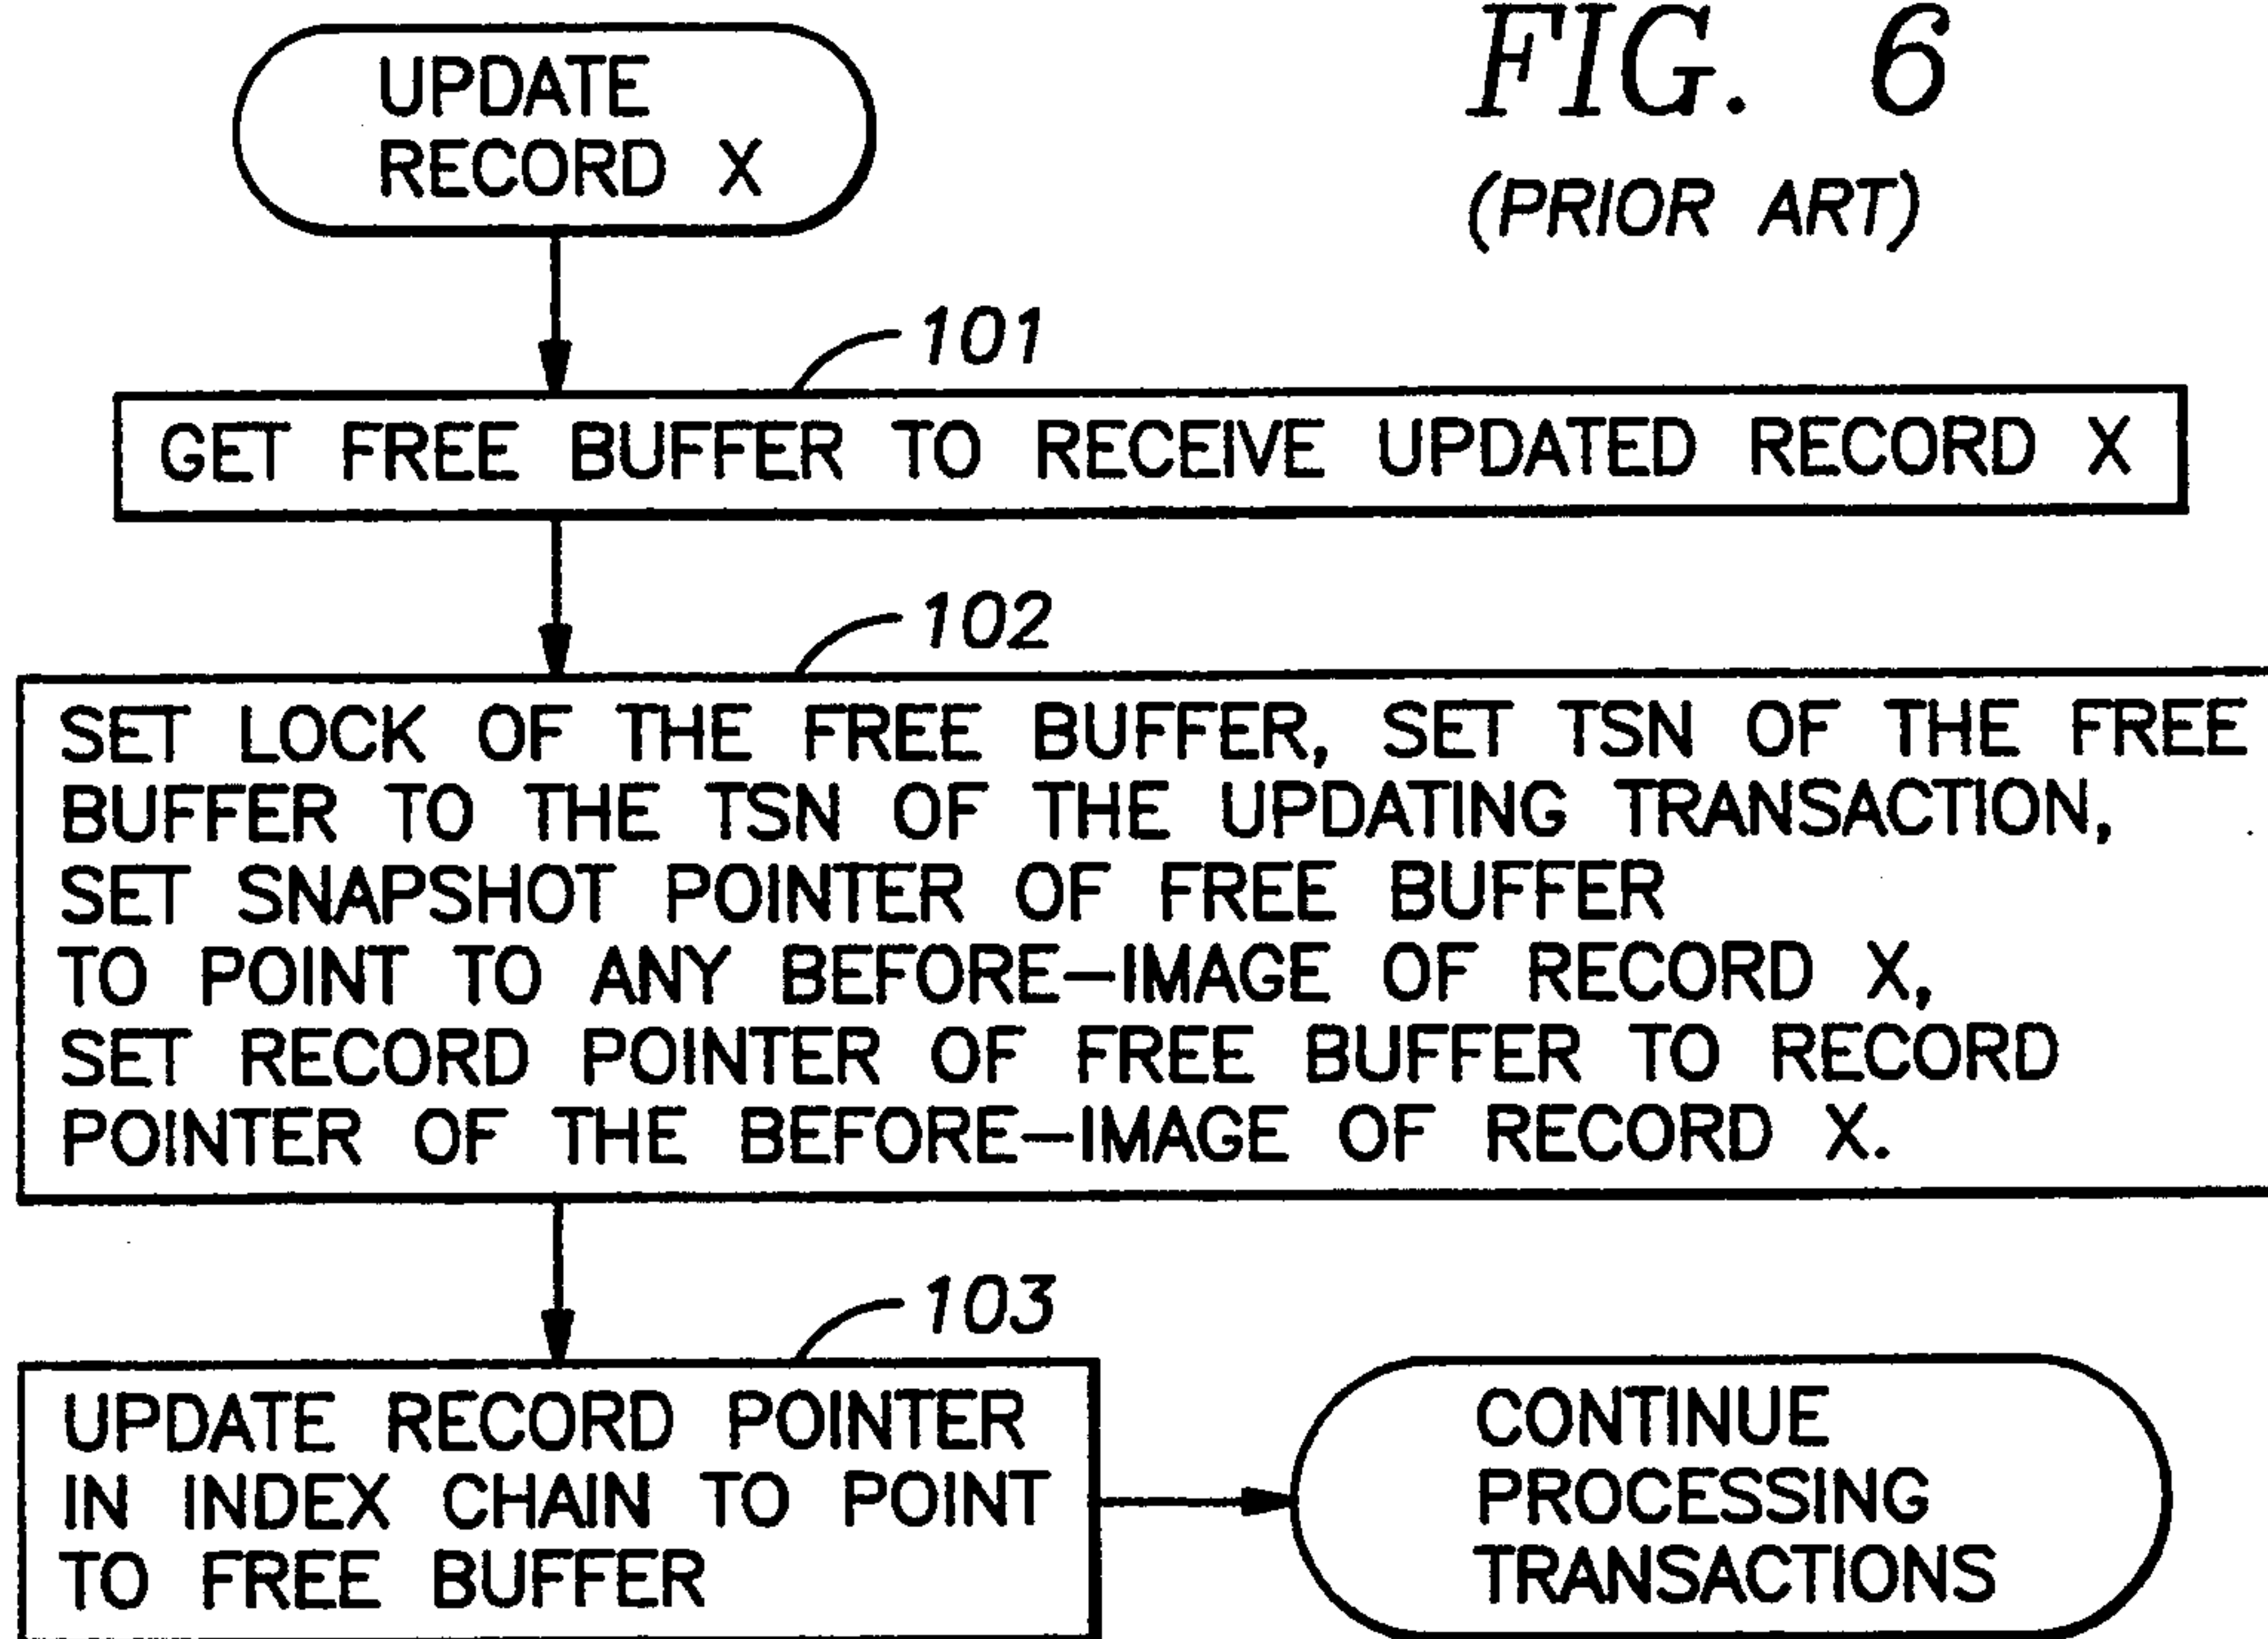 FIG. 6
(PRIOR ART)
UPDATE
RECORD X
101
GET FREE BUFFER TO RECEIVE UPDATED RECORD X
102
SET LOCK OF THE FREE BUFFER, SET TSN OF THE FREE
BUFFER TO THE TSN OF THE UPDATING TRANSACTION,
SET SNAPSHOT POINTER OF FREE BUFFER
TO POINT TO ANY BEFORE-IMAGE OF RECORD X,
SET RECORD POINTER OF FREE BUFFER TO RECORD
POINTER OF THE BEFORE-IMAGE OF RECORD X.
103
UPDATE RECORD POINTER
IN INDEX CHAIN TO POINT
TO FREE BUFFER
CONTINUE
PROCESSING
TRANSACTIONS